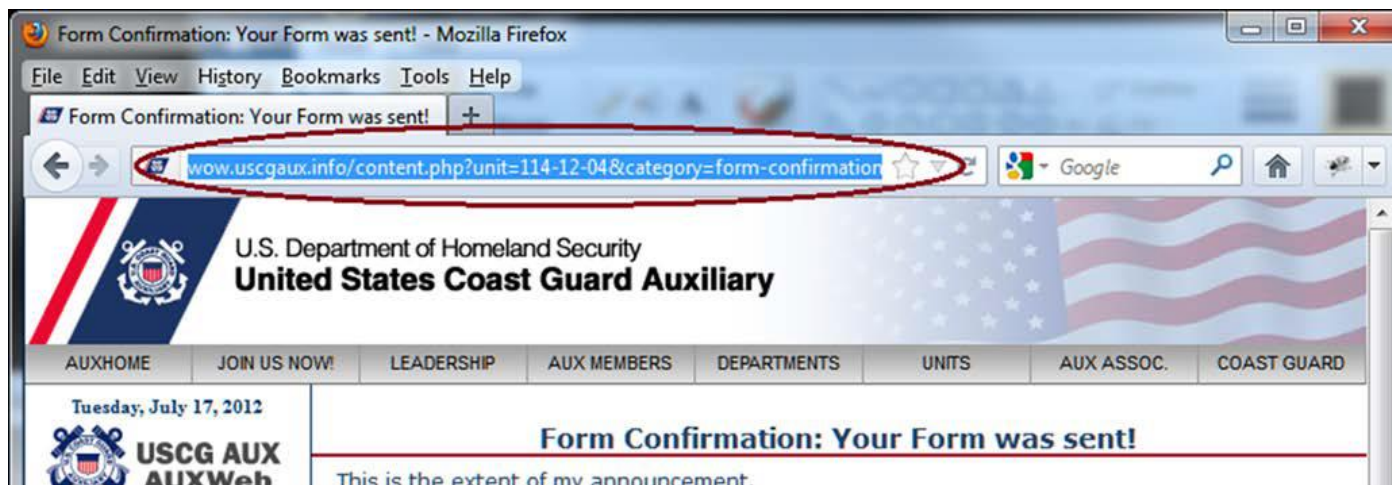 Form Confirmation: Your Form was sent! - Mozilla Firefox
File Edit View History Bookmarks Tools Help
Form Confirmation: Your Form was sent! +
wow.uscgaux.info/content.php?unit=114-12-04&category=form-confirmation Google
U.S. Department of Homeland Security
United States Coast Guard Auxiliary
AUXHOME JOIN US NOW! LEADERSHIP AUX MEMBERS DEPARTMENTS UNITS AUX ASSOC. COAST GUARD
Tuesday, July 17, 2012
Form Confirmation: Your Form was sent!
USCG AUX
AUXWeb
This is the extent of my announcement.